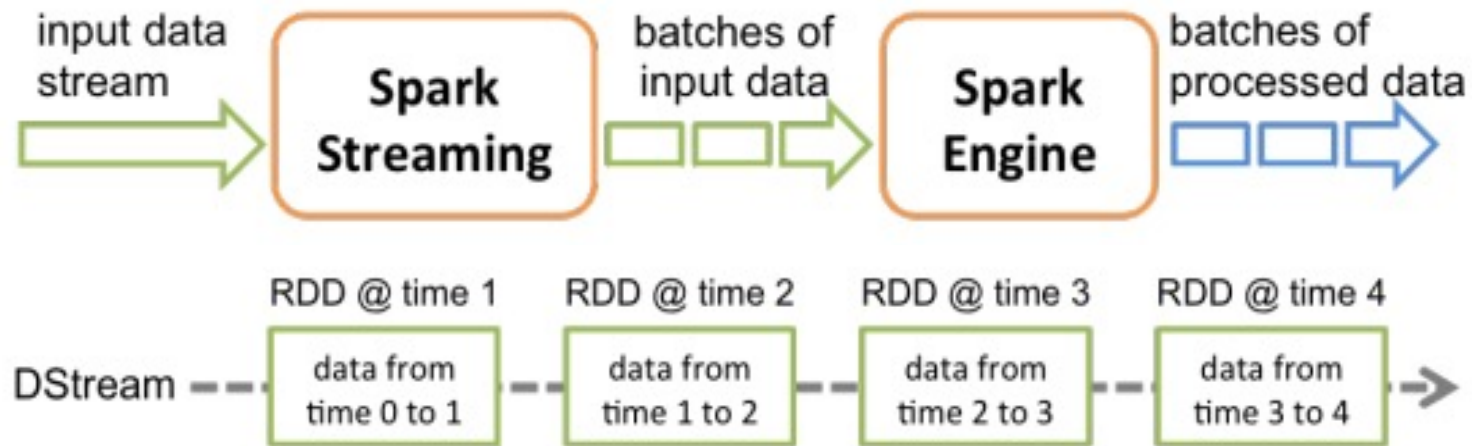 input data
stream
Spark
Streaming
batches of
input data
Spark
Engine
batches of
processed data
RDD @ time 1
RDD @ time 2
RDD @ time 3
RDD @ time 4
DStream
data from
time 0 to 1
data from
time 1 to 2
data from
time 2 to 3
data from
time 3 to 4